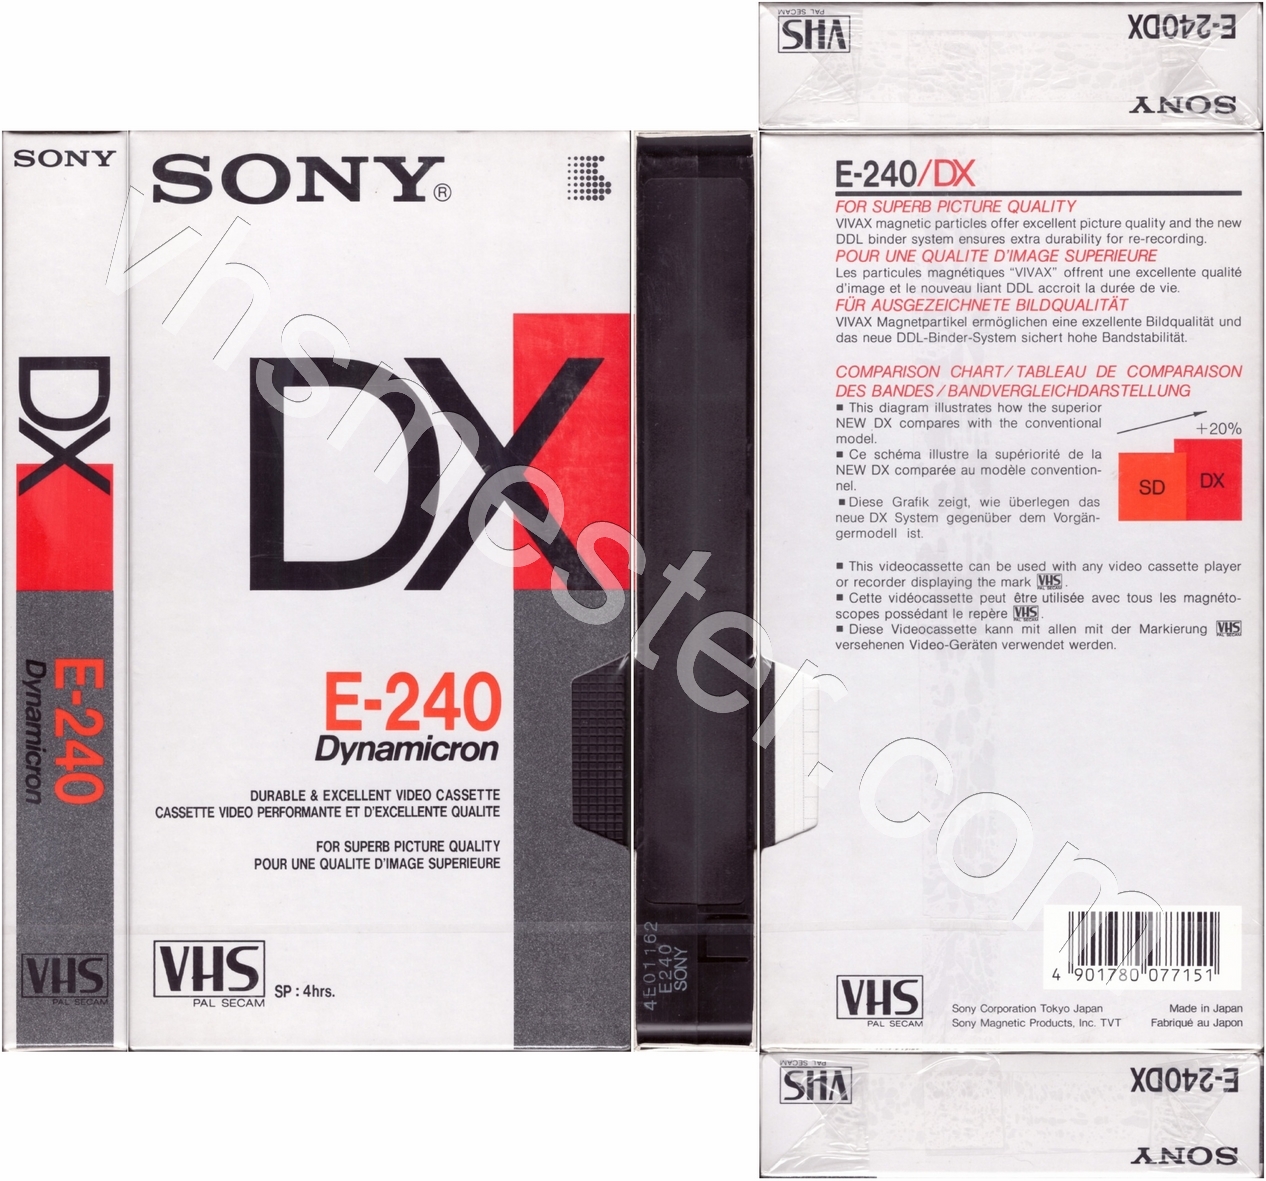 SONY
DX
E-240
Dynamicron
VHS
PAL SECAM
SONY®
DX
E-240
Dynamicron
DURABLE & EXCELLENT VIDEO CASSETTE
CASSETTE VIDEO PERFORMANTE ET D'EXCELLENTE QUALITE
FOR SUPERB PICTURE QUALITY
POUR UNE QUALITE D'IMAGE SUPERIEURE
VHS
PAL SECAM
SP : 4hrs.
4E01162
E240
SONY
PAL SECAM
VHS
E-240DX
SONY
E-240/DX
FOR SUPERB PICTURE QUALITY
VIVAX magnetic particles offer excellent picture quality and the new
DDL binder system ensures extra durability for re-recording.
POUR UNE QUALITE D'IMAGE SUPERIEURE
Les particules magnétiques "VIVAX" offrent une excellente qualité
d'image et le nouveau liant DDL accroit la durée de vie.
FÜR AUSGEZEICHNETE BILDQUALITÄT
VIVAX Magnetpartikel ermöglichen eine exzellente Bildqualität und
das neue DDL-Binder-System sichert hohe Bandstabilität.
COMPARISON CHART/TABLEAU DE COMPARAISON
DES BANDES/BANDVERGLEICHDARSTELLUNG
■ This diagram illustrates how the superior
NEW DX compares with the conventional
model.
■ Ce schéma illustre la supériorité de la
NEW DX comparée au modèle convention-
nel.
■ Diese Grafik zeigt, wie überlegen das
neue DX System gegenüber dem Vorgän-
germodell ist.
+20%
SD
DX
■ This videocassette can be used with any video cassette player
or recorder displaying the mark VHS PAL SECAM.
■ Cette vidéocassette peut être utilisée avec tous les magnéto-
scopes possédant le repère VHS PAL SECAM.
■ Diese Videocassette kann mit allen mit der Markierung VHS PAL SECAM
versehenen Video-Geräten verwendet werden.
4 901780 077151
VHS
PAL SECAM
Sony Corporation Tokyo Japan
Sony Magnetic Products, Inc. TVT
Made in Japan
Fabriqué au Japon
PAL SECAM
VHS
E-240DX
SONY
vhsmester.com